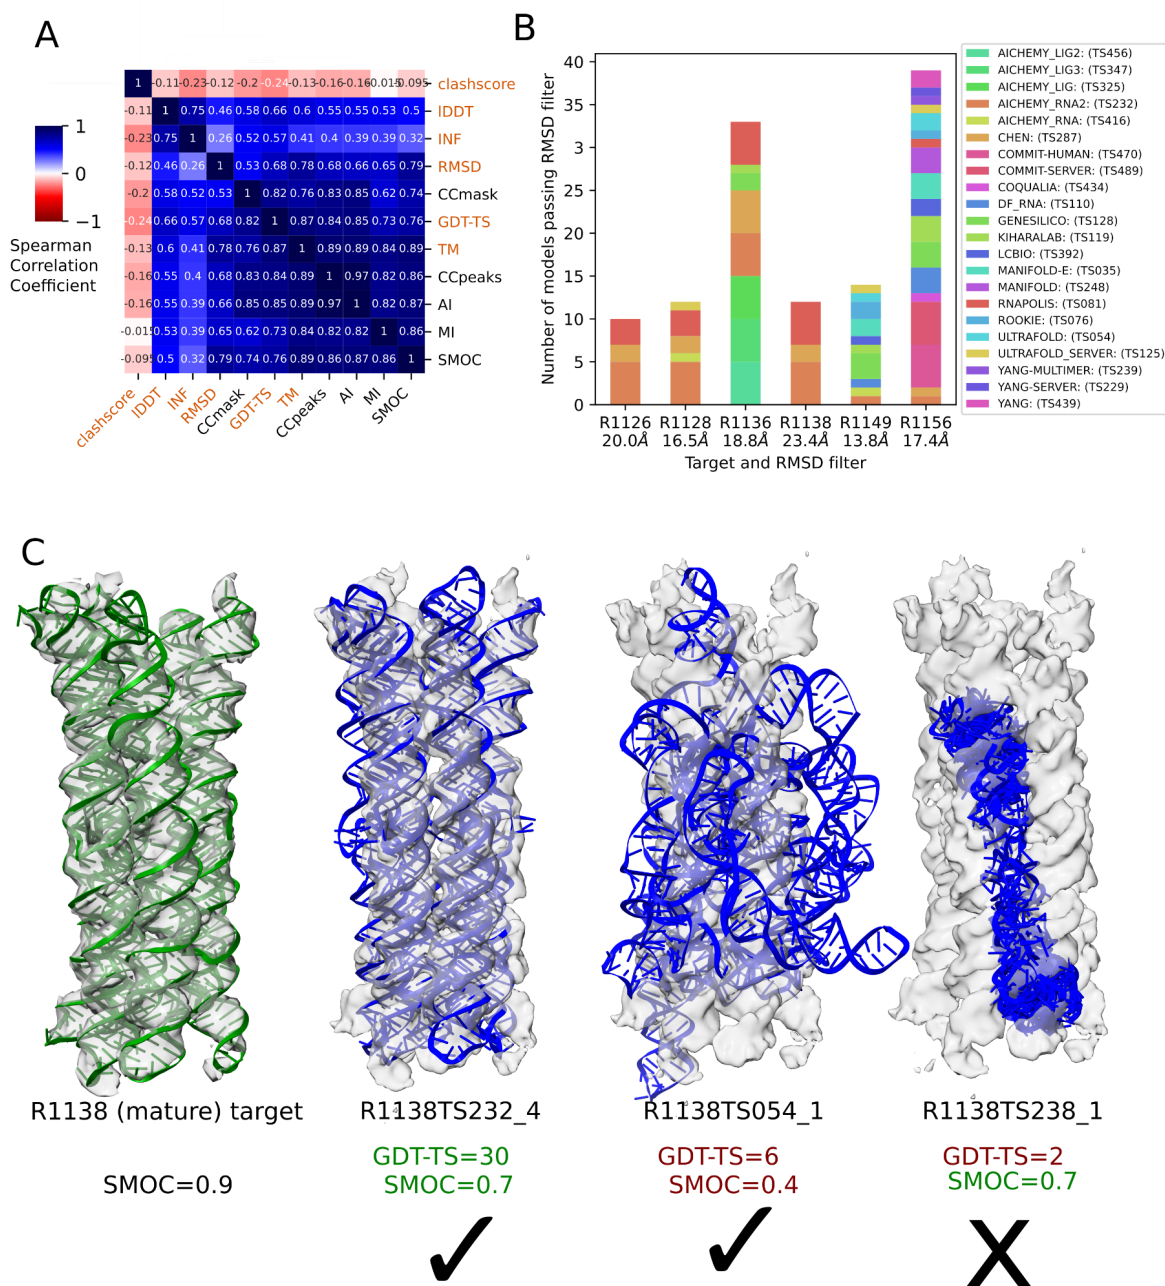 A
1 -0.11 -0.23 -0.12 -0.2 -0.24 -0.13 -0.16 -0.16 -0.015 -0.095 clashscore
-0.11 1 0.75 0.46 0.58 0.66 0.6 0.55 0.55 0.53 0.5 lDDT
-0.23 0.75 1 0.26 0.52 0.57 0.41 0.4 0.39 0.39 0.32 INF
-0.12 0.46 0.26 1 0.53 0.68 0.78 0.68 0.66 0.65 0.79 RMSD
-0.2 0.58 0.52 0.53 1 0.82 0.76 0.83 0.85 0.62 0.74 CCmask
-0.24 0.66 0.57 0.68 0.82 1 0.87 0.84 0.85 0.73 0.76 GDT-TS
-0.13 0.6 0.41 0.78 0.76 0.87 1 0.89 0.89 0.84 0.89 TM
-0.16 0.55 0.4 0.68 0.83 0.84 0.89 1 0.97 0.82 0.86 CCpeaks
-0.16 0.55 0.39 0.66 0.85 0.85 0.89 0.97 1 0.82 0.87 AI
-0.015 0.53 0.39 0.65 0.62 0.73 0.84 0.82 0.82 1 0.86 MI
-0.095 0.5 0.32 0.79 0.74 0.76 0.89 0.86 0.87 0.86 1 SMOC
clashscore lDDT INF RMSD CCmask GDT-TS TM CCpeaks AI MI SMOC
1
0
−1
Spearman
Correlation
Coefficient
B
Number of models passing RMSD filter
40
35
30
25
20
15
10
5
0
R1126 R1128 R1136 R1138 R1149 R1156
20.0Å 16.5Å 18.8Å 23.4Å 13.8Å 17.4Å
Target and RMSD filter
AICHEMY_LIG2: (TS456)
AICHEMY_LIG3: (TS347)
AICHEMY_LIG: (TS325)
AICHEMY_RNA2: (TS232)
AICHEMY_RNA: (TS416)
CHEN: (TS287)
COMMIT-HUMAN: (TS470)
COMMIT-SERVER: (TS489)
COQUALIA: (TS434)
DF_RNA: (TS110)
GENESILICO: (TS128)
KIHARALAB: (TS119)
LCBIO: (TS392)
MANIFOLD-E: (TS035)
MANIFOLD: (TS248)
RNAPOLIS: (TS081)
ROOKIE: (TS076)
ULTRAFOLD: (TS054)
ULTRAFOLD_SERVER: (TS125)
YANG-MULTIMER: (TS239)
YANG-SERVER: (TS229)
YANG: (TS439)
C
R1138 (mature) target R1138TS232_4 R1138TS054_1 R1138TS238_1
GDT-TS=30 GDT-TS=6 GDT-TS=2
SMOC=0.9 SMOC=0.7 SMOC=0.4 SMOC=0.7
✓ ✓ X